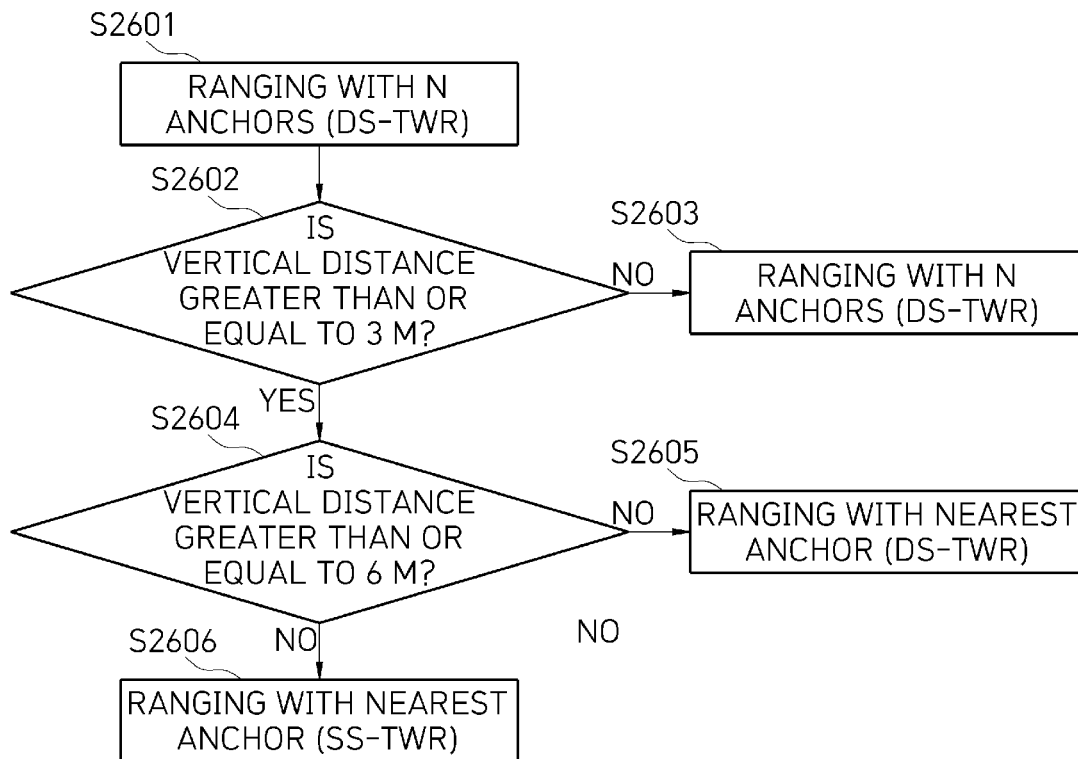 S2601
RANGING WITH N
ANCHORS (DS-TWR)
S2602
IS
VERTICAL DISTANCE
GREATER THAN OR
EQUAL TO 3 M?
NO
S2603
RANGING WITH N
ANCHORS (DS-TWR)
YES
S2604
IS
VERTICAL DISTANCE
GREATER THAN OR
EQUAL TO 6 M?
NO
S2605
RANGING WITH NEAREST
ANCHOR (DS-TWR)
NO
NO
S2606
RANGING WITH NEAREST
ANCHOR (SS-TWR)